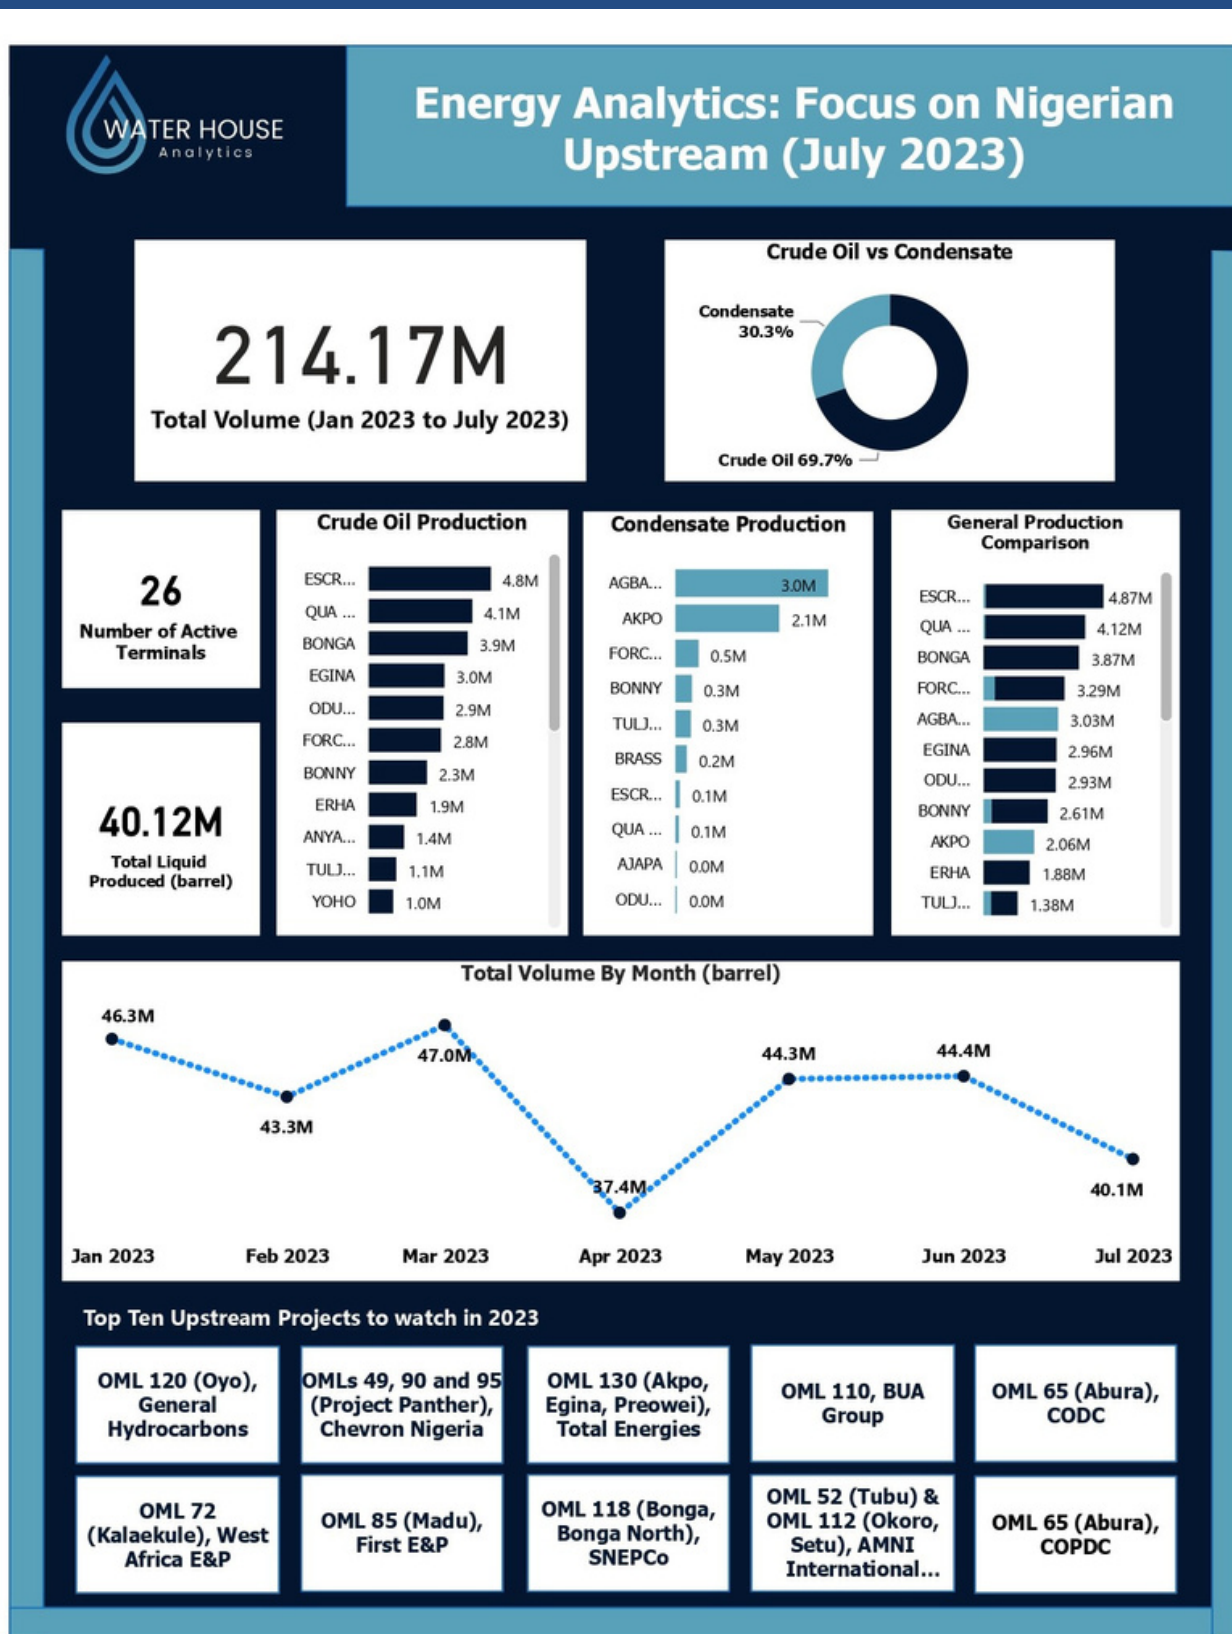 WATER HOUSE
Analytics
Energy Analytics: Focus on Nigerian
Upstream (July 2023)
214.17M
Total Volume (Jan 2023 to July 2023)
Crude Oil vs Condensate
Condensate
30.3%
Crude Oil 69.7%
26
Number of Active
Terminals
40.12M
Total Liquid
Produced (barrel)
Crude Oil Production
ESCR... 4.8M
QUA ... 4.1M
BONGA 3.9M
EGINA 3.0M
ODU... 2.9M
FORC... 2.8M
BONNY 2.3M
ERHA 1.9M
ANYA... 1.4M
TULJ... 1.1M
YOHO 1.0M
Condensate Production
AGBA... 3.0M
AKPO 2.1M
FORC... 0.5M
BONNY 0.3M
TULJ... 0.3M
BRASS 0.2M
ESCR... 0.1M
QUA ... 0.1M
AJAPA 0.0M
ODU... 0.0M
General Production
Comparison
ESCR... 4.87M
QUA ... 4.12M
BONGA 3.87M
FORC... 3.29M
AGBA... 3.03M
EGINA 2.96M
ODU... 2.93M
BONNY 2.61M
AKPO 2.06M
ERHA 1.88M
TULJ... 1.38M
Total Volume By Month (barrel)
46.3M
43.3M
47.0M
37.4M
44.3M
44.4M
40.1M
Jan 2023 Feb 2023 Mar 2023 Apr 2023 May 2023 Jun 2023 Jul 2023
Top Ten Upstream Projects to watch in 2023
OML 120 (Oyo),
General
Hydrocarbons
OMLs 49, 90 and 95
(Project Panther),
Chevron Nigeria
OML 130 (Akpo,
Egina, Preowei),
Total Energies
OML 110, BUA
Group
OML 65 (Abura),
CODC
OML 72
(Kalaekule), West
Africa E&P
OML 85 (Madu),
First E&P
OML 118 (Bonga,
Bonga North),
SNEPCo
OML 52 (Tubu) &
OML 112 (Okoro,
Setu), AMNI
International...
OML 65 (Abura),
COPDC